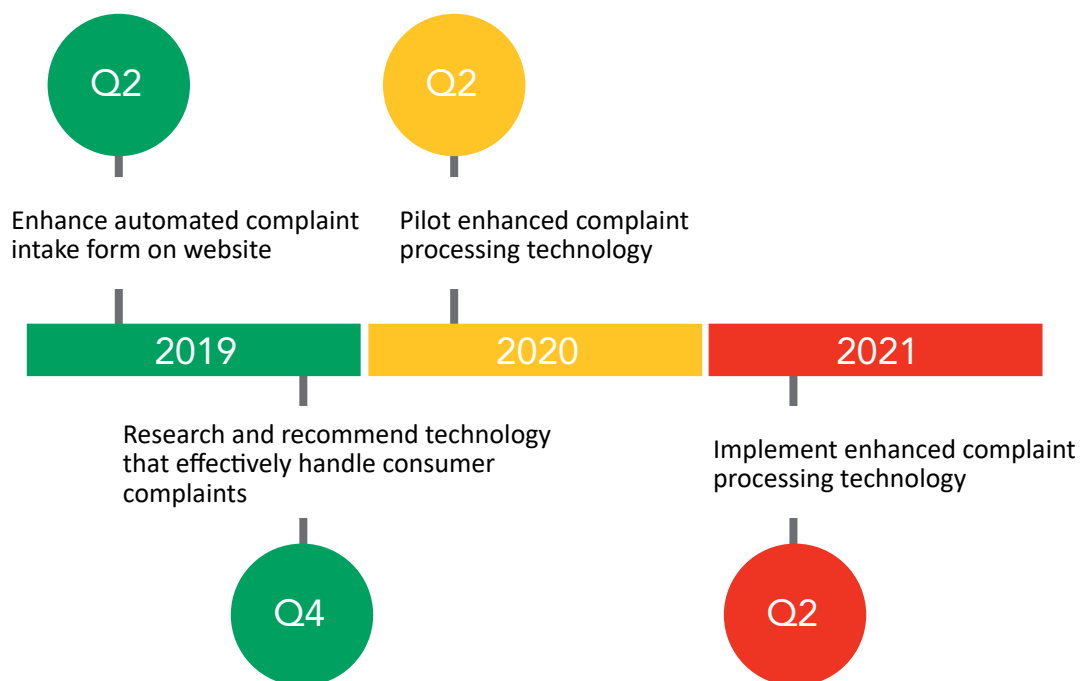 Q2
Q2
Enhance automated complaint
intake form on website
Pilot enhanced complaint
processing technology
2019
2020
2021
Research and recommend technology
that effectively handle consumer
complaints
Implement enhanced complaint
processing technology
Q4
Q2